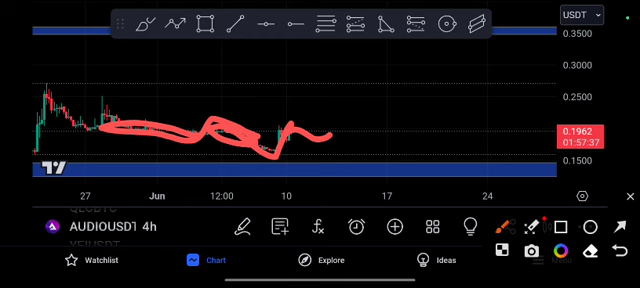 USDT
0.3500
0.3000
0.2500
0.1962
01:57:37
0.1500
27 Jun 12:00 10 17 24
AUDIOUSDT 4h
Watchlist Chart Explore Ideas